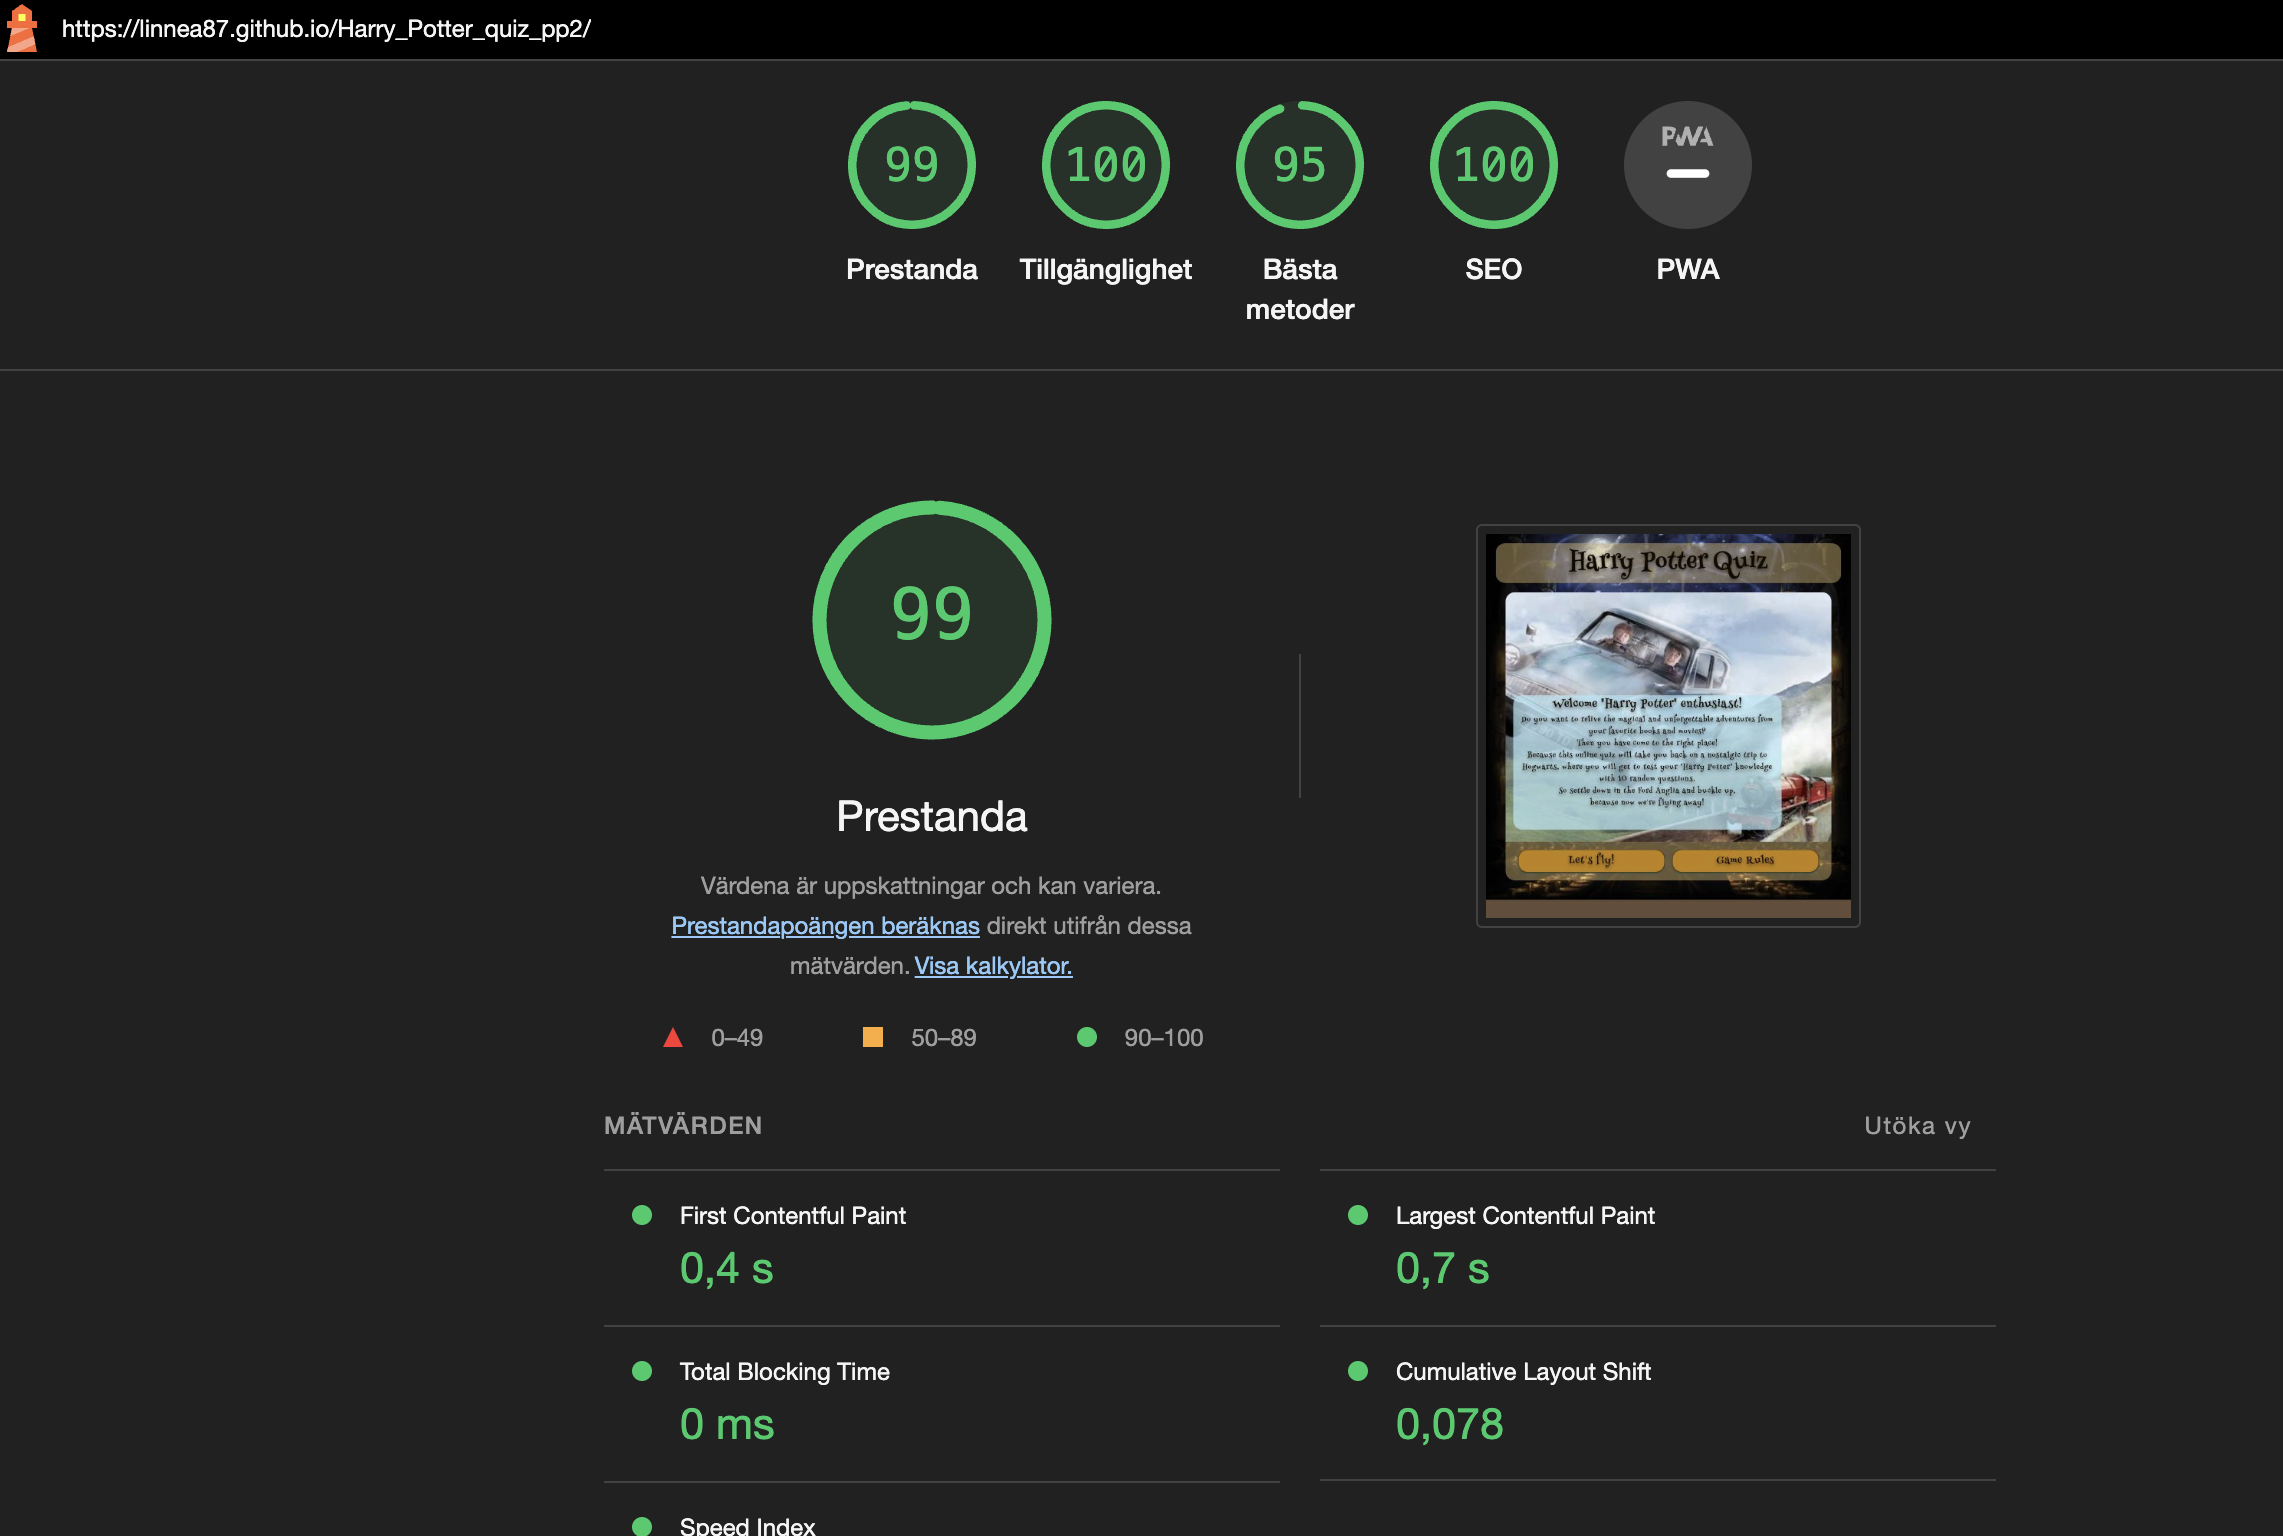 https://linnea87.github.io/Harry_Potter_quiz_pp2/
99
100
95
100
PWA
Prestanda
Tillgänglighet
Bästa
metoder
SEO
PWA
99
Prestanda
Värdena är uppskattningar och kan variera.
Prestandapoängen beräknas direkt utifrån dessa
mätvärden. Visa kalkylator.
0–49
50–89
90–100
Harry Potter Quiz
Welcome 'Harry Potter' enthusiast!
Do you want to relive the magical and unforgettable adventures from
your favorite books and movies?
Then you have come to the right place!
Because this online quiz will take you back on a nostalgic trip to
Hogwarts, where you will get to test your 'Harry Potter' knowledge
with 10 random questions.
So settle down in the Ford Anglia and buckle up,
because now we're flying away!
Let's fly!
Game Rules
MÄTVÄRDEN
Utöka vy
First Contentful Paint
0,4 s
Largest Contentful Paint
0,7 s
Total Blocking Time
0 ms
Cumulative Layout Shift
0,078
Speed Index